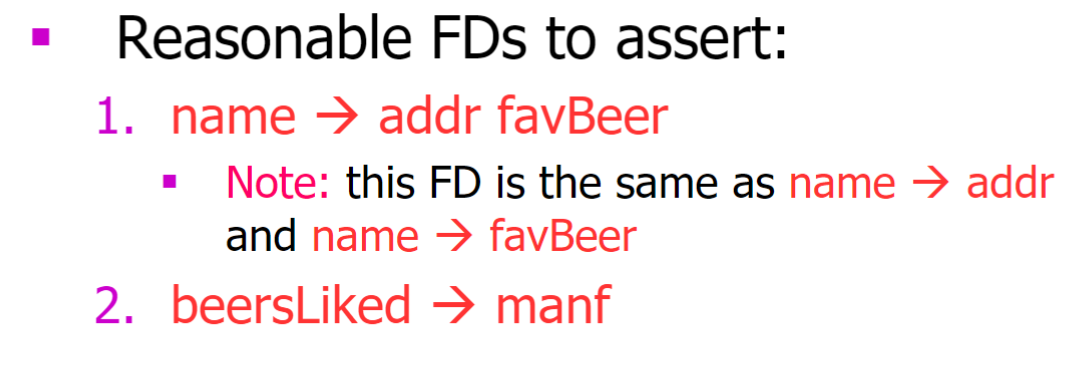 ▪ Reasonable FDs to assert:
1. name → addr favBeer
▪ Note: this FD is the same as name → addr
and name → favBeer
2. beersLiked → manf